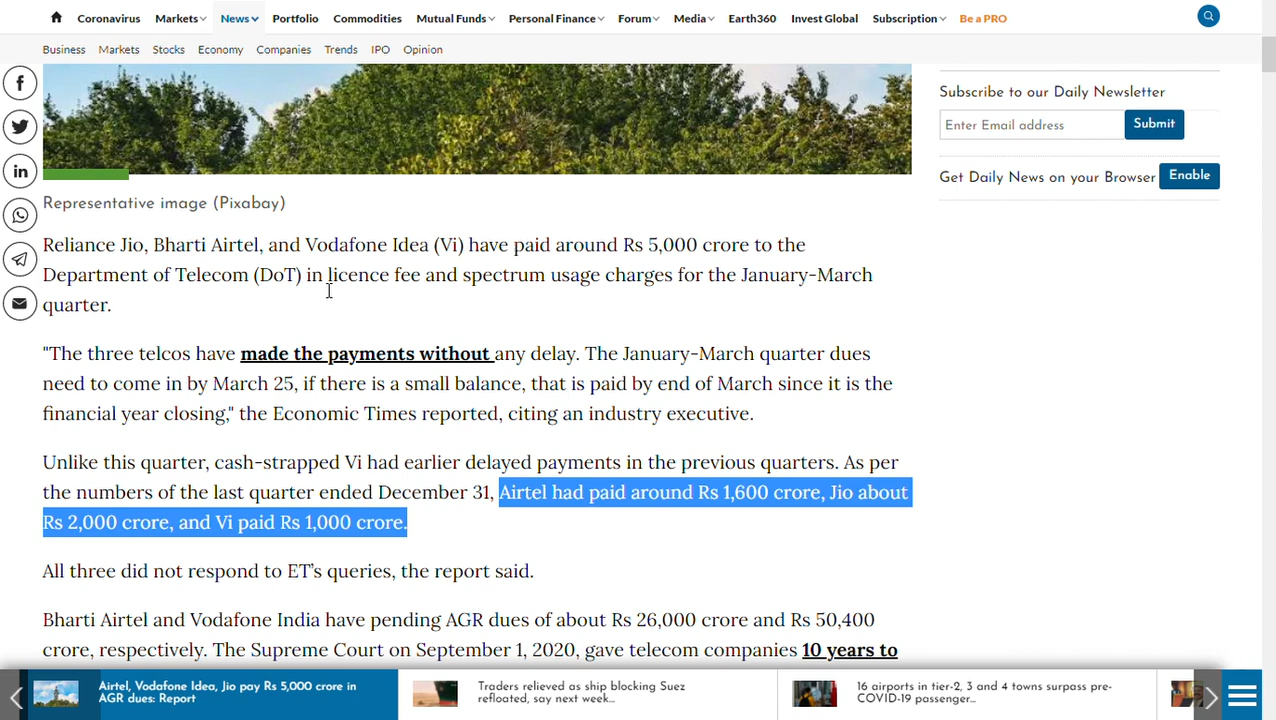 Coronavirus Markets News Portfolio Commodities Mutual Funds Personal Finance Forum Media Earth360 Invest Global Subscription Be a PRO
Business Markets Stocks Economy Companies Trends IPO Opinion
Subscribe to our Daily Newsletter
Enter Email address Submit
Get Daily News on your Browser Enable
Representative image (Pixabay)
Reliance Jio, Bharti Airtel, and Vodafone Idea (Vi) have paid around Rs 5,000 crore to the
Department of Telecom (DoT) in licence fee and spectrum usage charges for the January-March
quarter.
"The three telcos have made the payments without any delay. The January-March quarter dues
need to come in by March 25, if there is a small balance, that is paid by end of March since it is the
financial year closing," the Economic Times reported, citing an industry executive.
Unlike this quarter, cash-strapped Vi had earlier delayed payments in the previous quarters. As per
the numbers of the last quarter ended December 31, Airtel had paid around Rs 1,600 crore, Jio about
Rs 2,000 crore, and Vi paid Rs 1,000 crore.
All three did not respond to ET's queries, the report said.
Bharti Airtel and Vodafone India have pending AGR dues of about Rs 26,000 crore and Rs 50,400
crore, respectively. The Supreme Court on September 1, 2020, gave telecom companies 10 years to
Airtel, Vodafone Idea, Jio pay Rs 5,000 crore in
AGR dues: Report
Traders relieved as ship blocking Suez
refloated, say next week...
16 airports in tier-2, 3 and 4 towns surpass pre-
COVID-19 passenger...